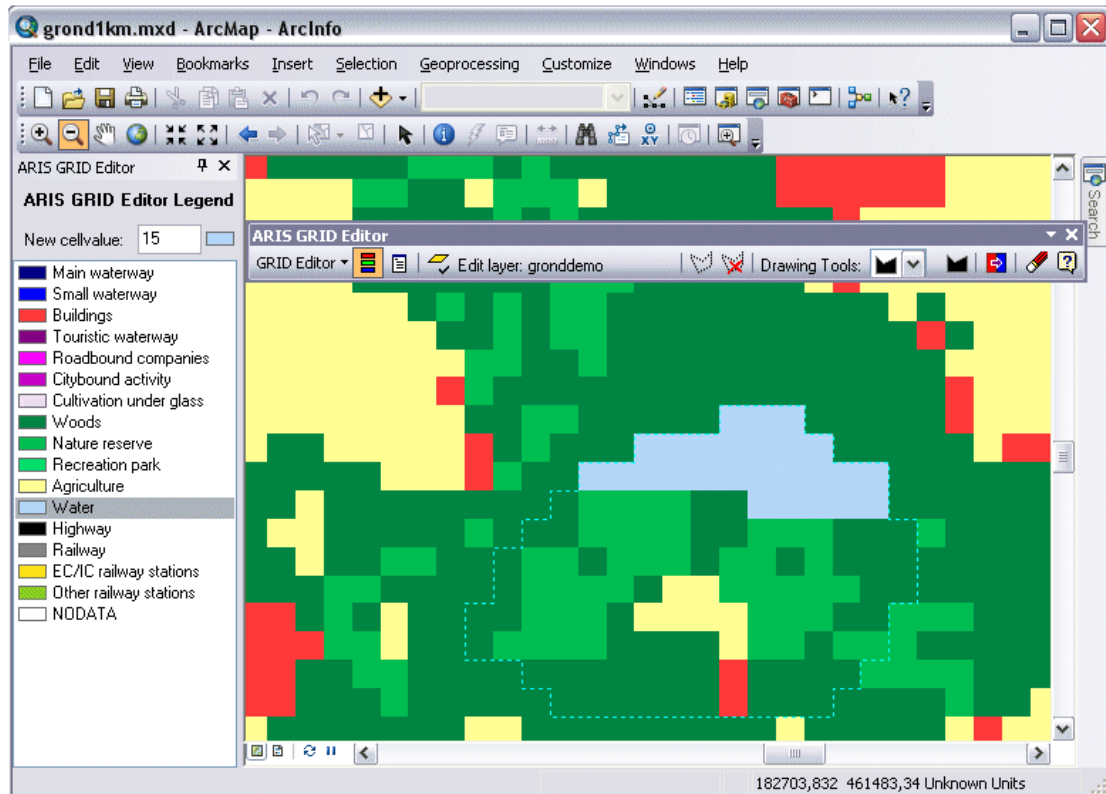 grond1km.mxd - ArcMap - ArcInfo
File Edit View Bookmarks Insert Selection Geoprocessing Customize Windows Help
XY
ARIS GRID Editor
ARIS GRID Editor Legend
New cellvalue: 15
Main waterway
Small waterway
Buildings
Touristic waterway
Roadbound companies
Citybound activity
Cultivation under glass
Woods
Nature reserve
Recreation park
Agriculture
Water
Highway
Railway
EC/IC railway stations
Other railway stations
NODATA
ARIS GRID Editor
GRID Editor Edit layer: gronddemo Drawing Tools:
Search
182703,832 461483,34 Unknown Units